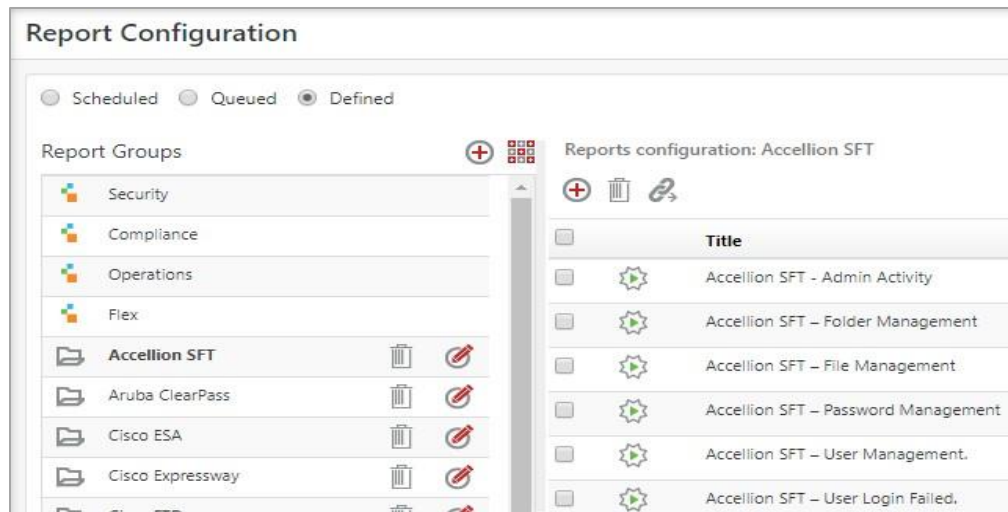 Report Configuration
Scheduled Queued Defined
Report Groups
Security
Compliance
Operations
Flex
Accellion SFT
Aruba ClearPass
Cisco ESA
Cisco Expressway
Reports configuration: Accellion SFT
Title
Accellion SFT - Admin Activity
Accellion SFT – Folder Management
Accellion SFT – File Management
Accellion SFT – Password Management
Accellion SFT – User Management.
Accellion SFT – User Login Failed.